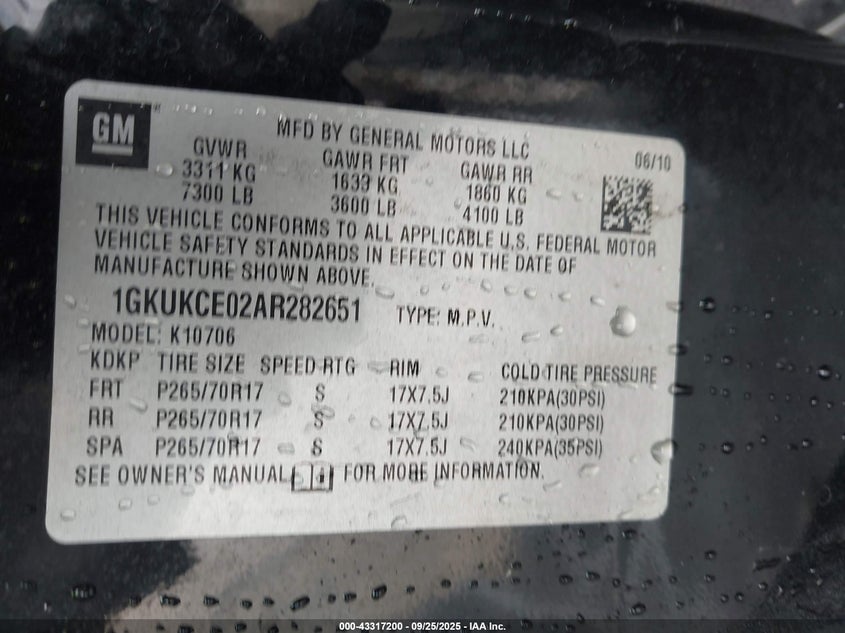 GM
MFD BY GENERAL MOTORS LLC
06/10
GVWR GAWR FRT GAWR RR
3311 KG 1633 KG 1860 KG
7300 LB 3600 LB 4100 LB
THIS VEHICLE CONFORMS TO ALL APPLICABLE U.S. FEDERAL MOTOR
VEHICLE SAFETY STANDARDS IN EFFECT ON THE DATE OF
MANUFACTURE SHOWN ABOVE.
1GKUKCE02AR282651 TYPE: M.P.V.
MODEL: K10706
KDKP TIRE SIZE SPEED RTG RIM COLD TIRE PRESSURE
FRT P265/70R17 S 17X7.5J 210KPA(30PSI)
RR P265/70R17 S 17X7.5J 210KPA(30PSI)
SPA P265/70R17 S 17X7.5J 240KPA(35PSI)
SEE OWNER'S MANUAL FOR MORE INFORMATION.
000-43317200 - 09/25/2025 - IAA Inc.